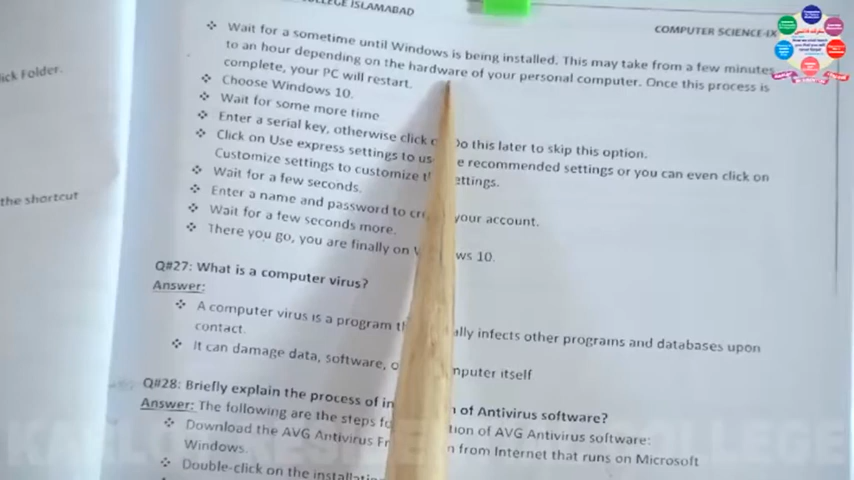 COLLEGE ISLAMABAD
COMPUTER SCIENCE-IX
lick Folder.
the shortcut
❖ Wait for a sometime until Windows is being installed. This may take from a few minutes
to an hour depending on the hardware of your personal computer. Once this process is
complete, your PC will restart.
❖ Choose Windows 10.
❖ Wait for some more time
❖ Enter a serial key, otherwise click Do this later to skip this option.
❖ Click on Use express settings to recommended settings or you can even click on
Customize settings to customize ettings.
❖ Wait for a few seconds.
❖ Enter a name and password to your account.
❖ Wait for a few seconds more.
❖ There you go, you are finally on ws 10.
Q#27: What is a computer virus?
Answer:
❖ A computer virus is a program ally infects other programs and databases upon
contact.
❖ It can damage data, software, mputer itself
Q#28: Briefly explain the process of in n of Antivirus software?
Answer: The following are the steps fo tion of AVG Antivirus software:
❖ Download the AVG Antivirus Fr n from Internet that runs on Microsoft
Windows.
❖ Double-click on the installati
RESIDE COLLEGE